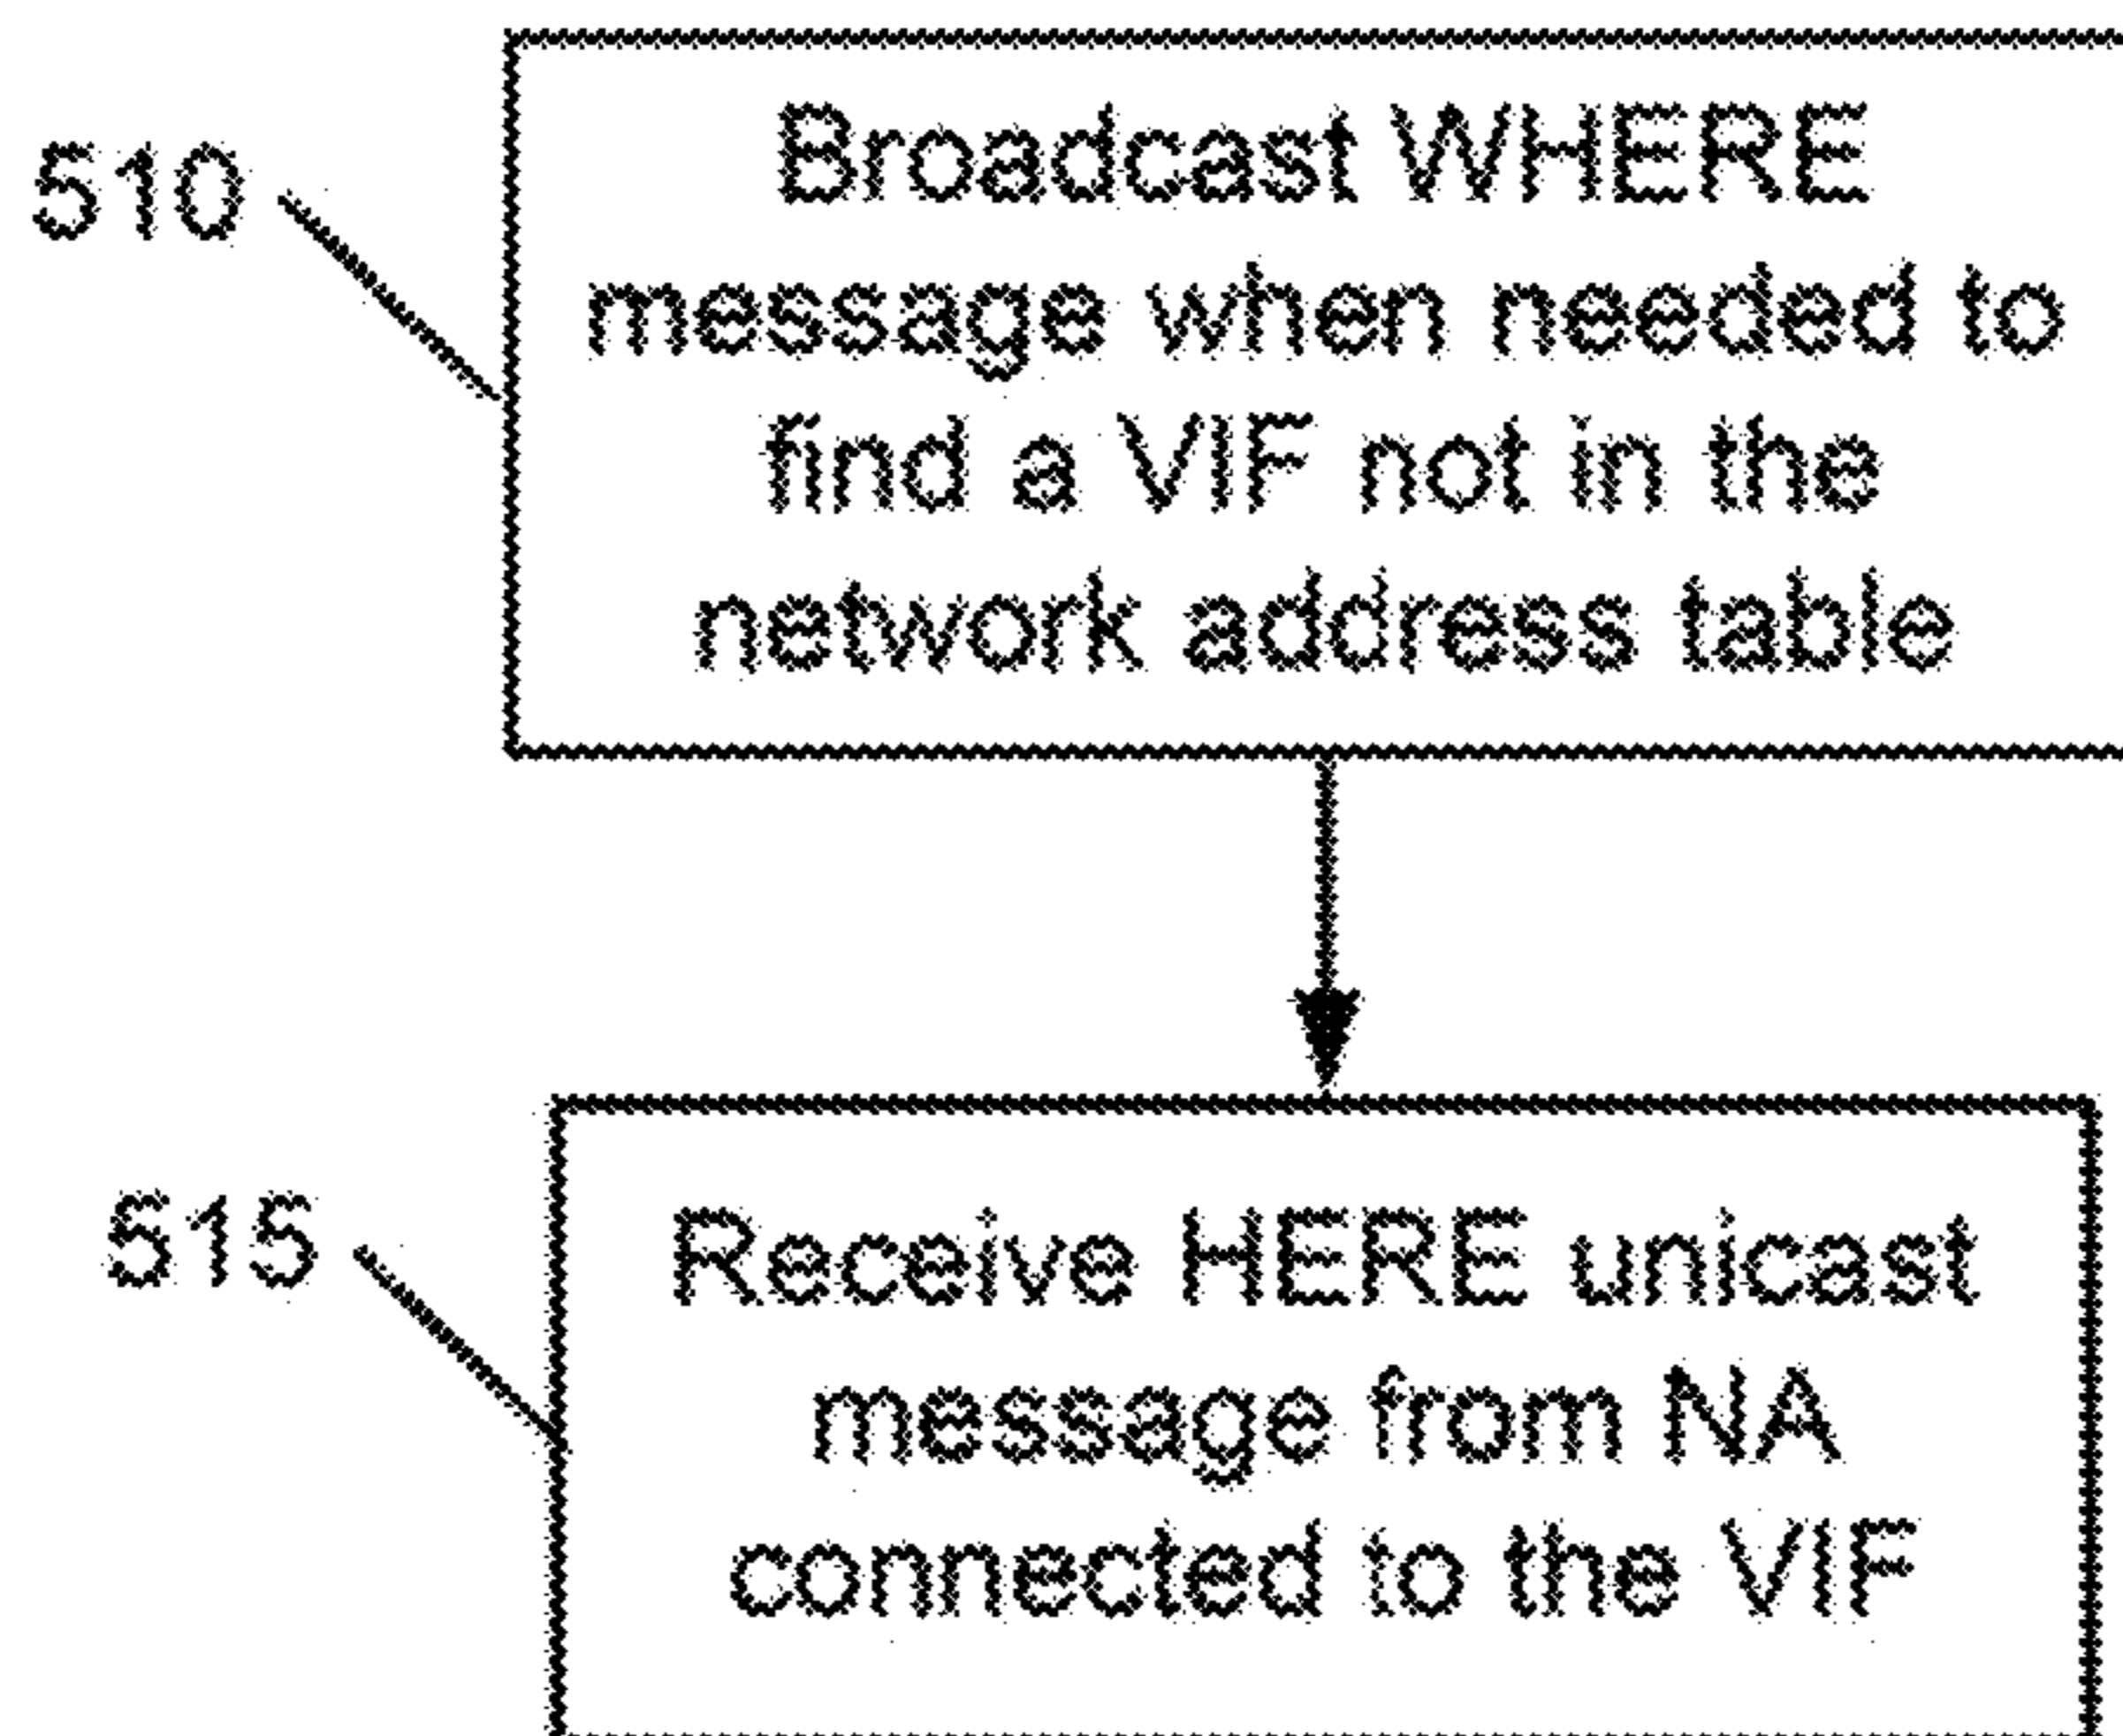 510
Broadcast WHERE
message when needed to
find a VIF not in the
network address table
515
Receive HERE unicast
message from NA
connected to the VIF